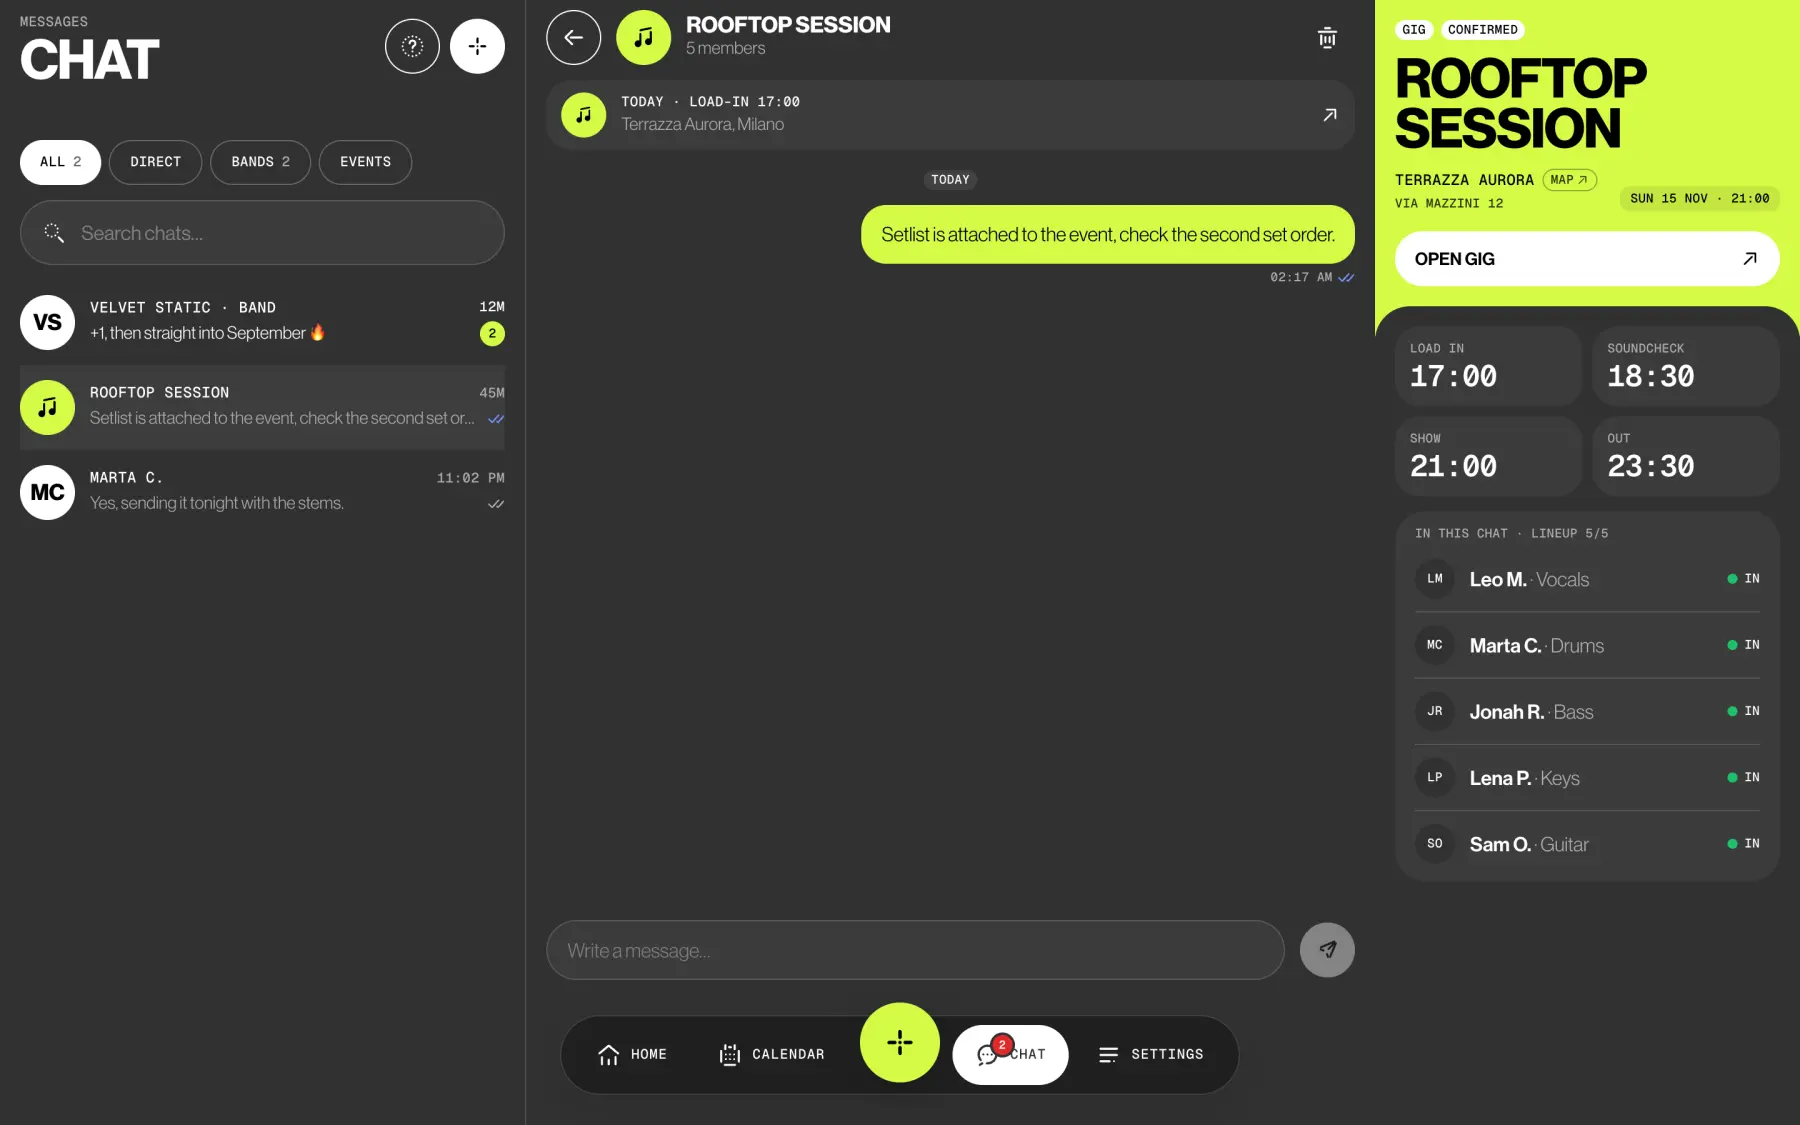 MESSAGES
CHAT
ALL 2
DIRECT
BANDS 2
EVENTS
Search chats...
VS
VELVET STATIC · BAND
12M
+1, then straight into September 🔥
2
ROOFTOP SESSION
45M
Setlist is attached to the event, check the second set or...
MC
MARTA C.
11:02 PM
Yes, sending it tonight with the stems.
ROOFTOP SESSION
5 members
TODAY · LOAD-IN 17:00
Terrazza Aurora, Milano
TODAY
Setlist is attached to the event, check the second set order.
02:17 AM
Write a message...
HOME
CALENDAR
2
CHAT
SETTINGS
GIG
CONFIRMED
ROOFTOP
SESSION
TERRAZZA AURORA
MAP
VIA MAZZINI 12
SUN 15 NOV · 21:00
OPEN GIG
LOAD IN
17:00
SOUNDCHECK
18:30
SHOW
21:00
OUT
23:30
IN THIS CHAT · LINEUP 5/5
LM
Leo M. · Vocals
IN
MC
Marta C. · Drums
IN
JR
Jonah R. · Bass
IN
LP
Lena P. · Keys
IN
SO
Sam O. · Guitar
IN